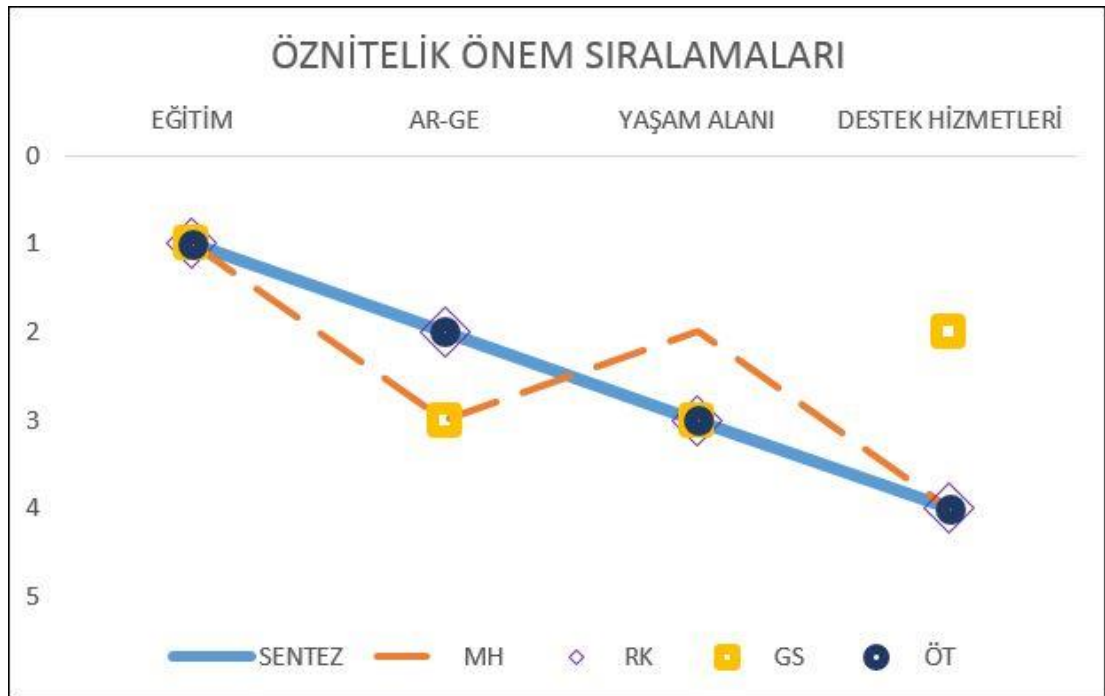 ÖZNİTELİK ÖNEM SIRALAMALARI
EĞİTİM AR-GE YAŞAM ALANI DESTEK HİZMETLERİ
0
1
2
3
4
5
SENTEZ MH RK GS ÖT